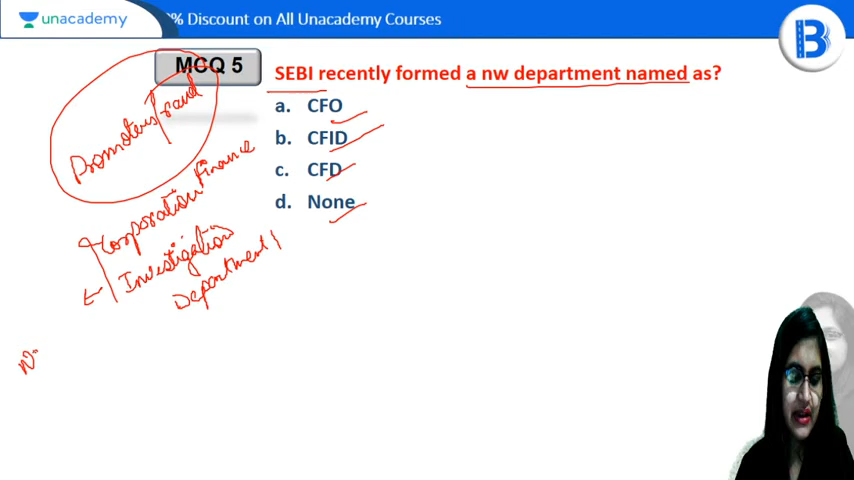 unacademy
% Discount on All Unacademy Courses
B
MCQ 5
SEBI recently formed a nw department named as?
a. CFO
b. CFID
c. CFD
d. None
Promoters fraud
Corporation Finance
Investigation
Department